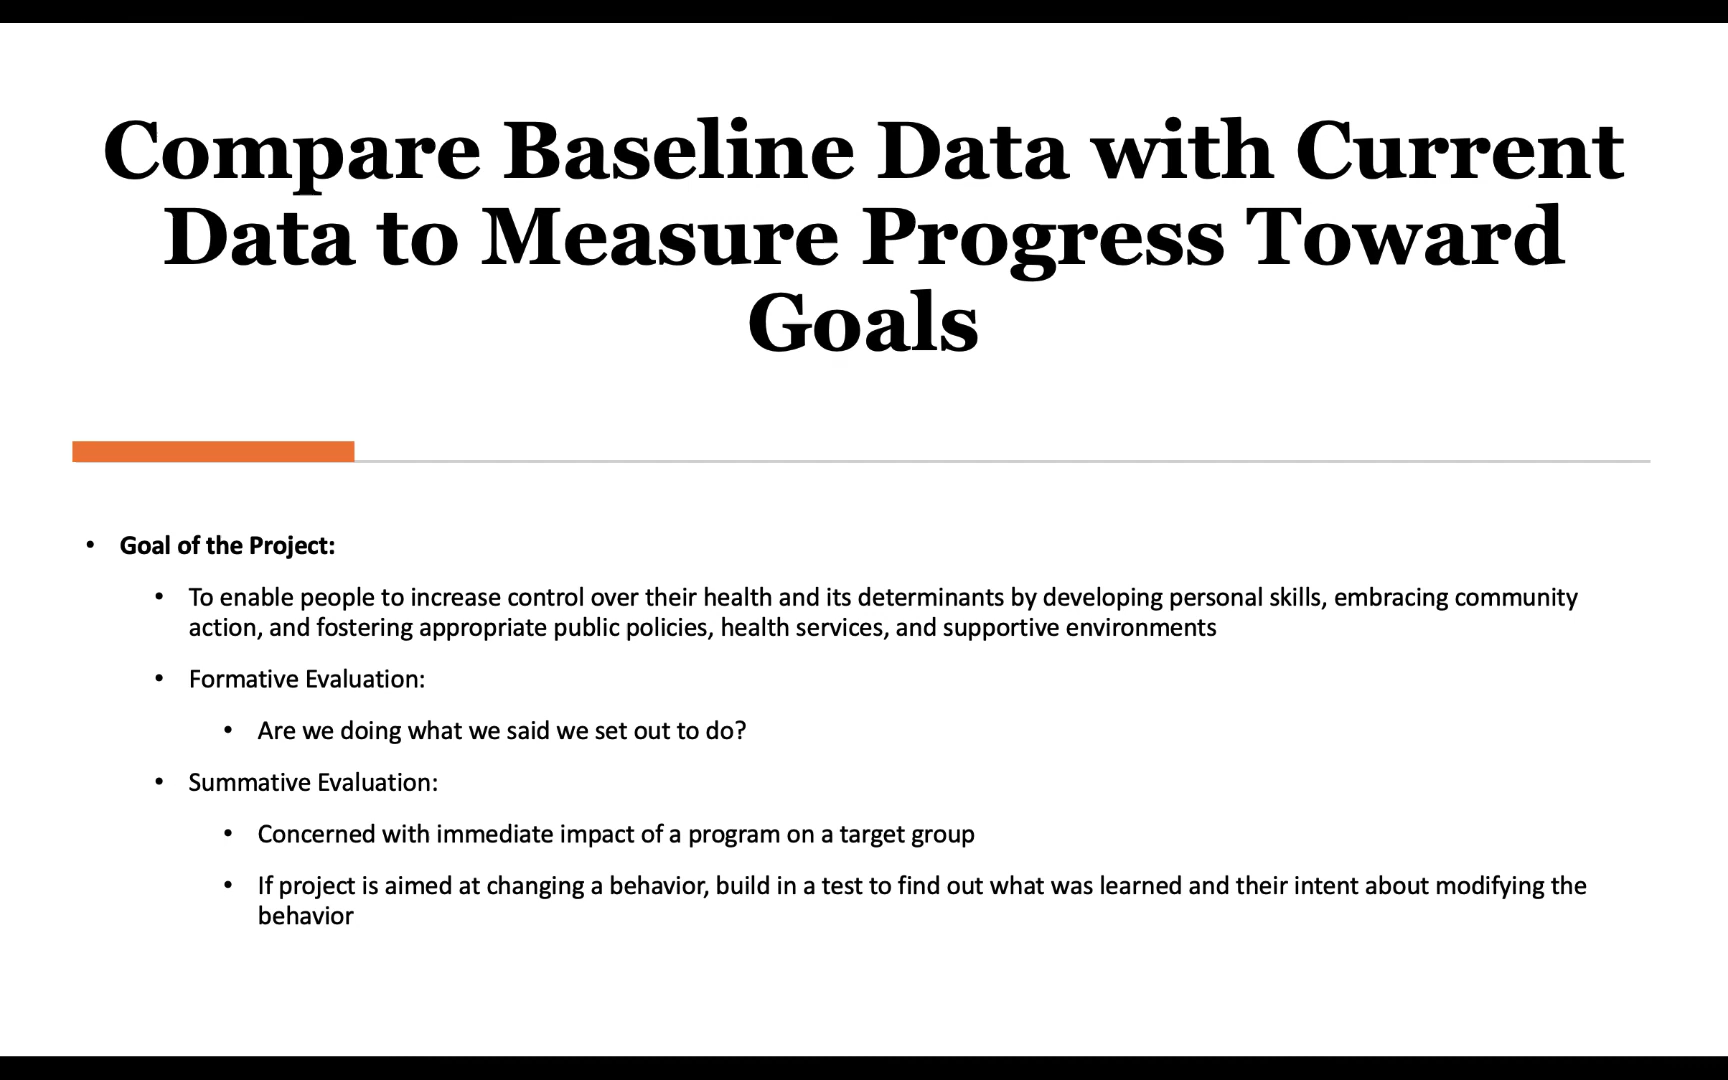 Compare Baseline Data with Current
Data to Measure Progress Toward
Goals
• Goal of the Project:
• To enable people to increase control over their health and its determinants by developing personal skills, embracing community
action, and fostering appropriate public policies, health services, and supportive environments
• Formative Evaluation:
• Are we doing what we said we set out to do?
• Summative Evaluation:
• Concerned with immediate impact of a program on a target group
• If project is aimed at changing a behavior, build in a test to find out what was learned and their intent about modifying the
behavior